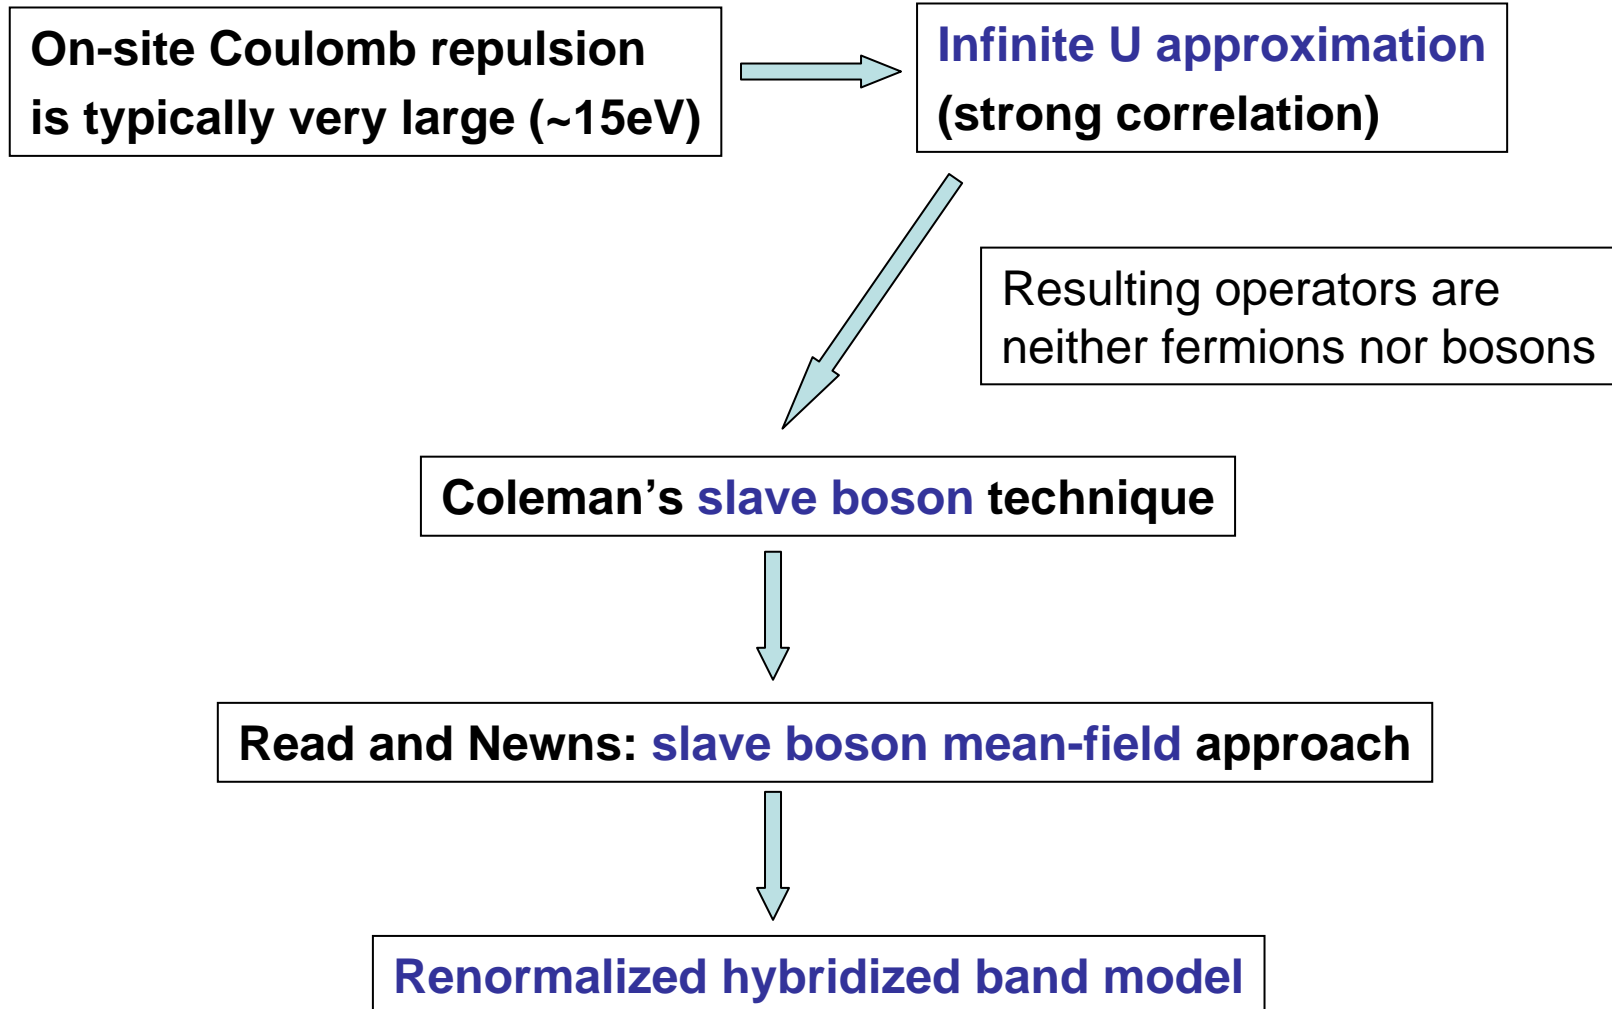 On-site Coulomb repulsion
is typically very large (~15eV)
Infinite U approximation
(strong correlation)
Resulting operators are
neither fermions nor bosons
Coleman’s slave boson technique
Read and Newns: slave boson mean-field approach
Renormalized hybridized band model